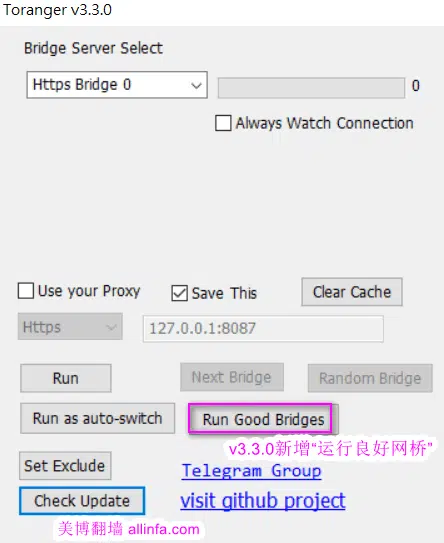 Toranger v3.3.0
Bridge Server Select
Https Bridge 0 0
Always Watch Connection
Use your Proxy Save This Clear Cache
Https 127.0.0.1:8087
Run Next Bridge Random Bridge
Run as auto-switch Run Good Bridges
v3.3.0新增“运行良好网桥”
Set Exclude Telegram Group
Check Update visit github project
美博翻墙 allinfa.com